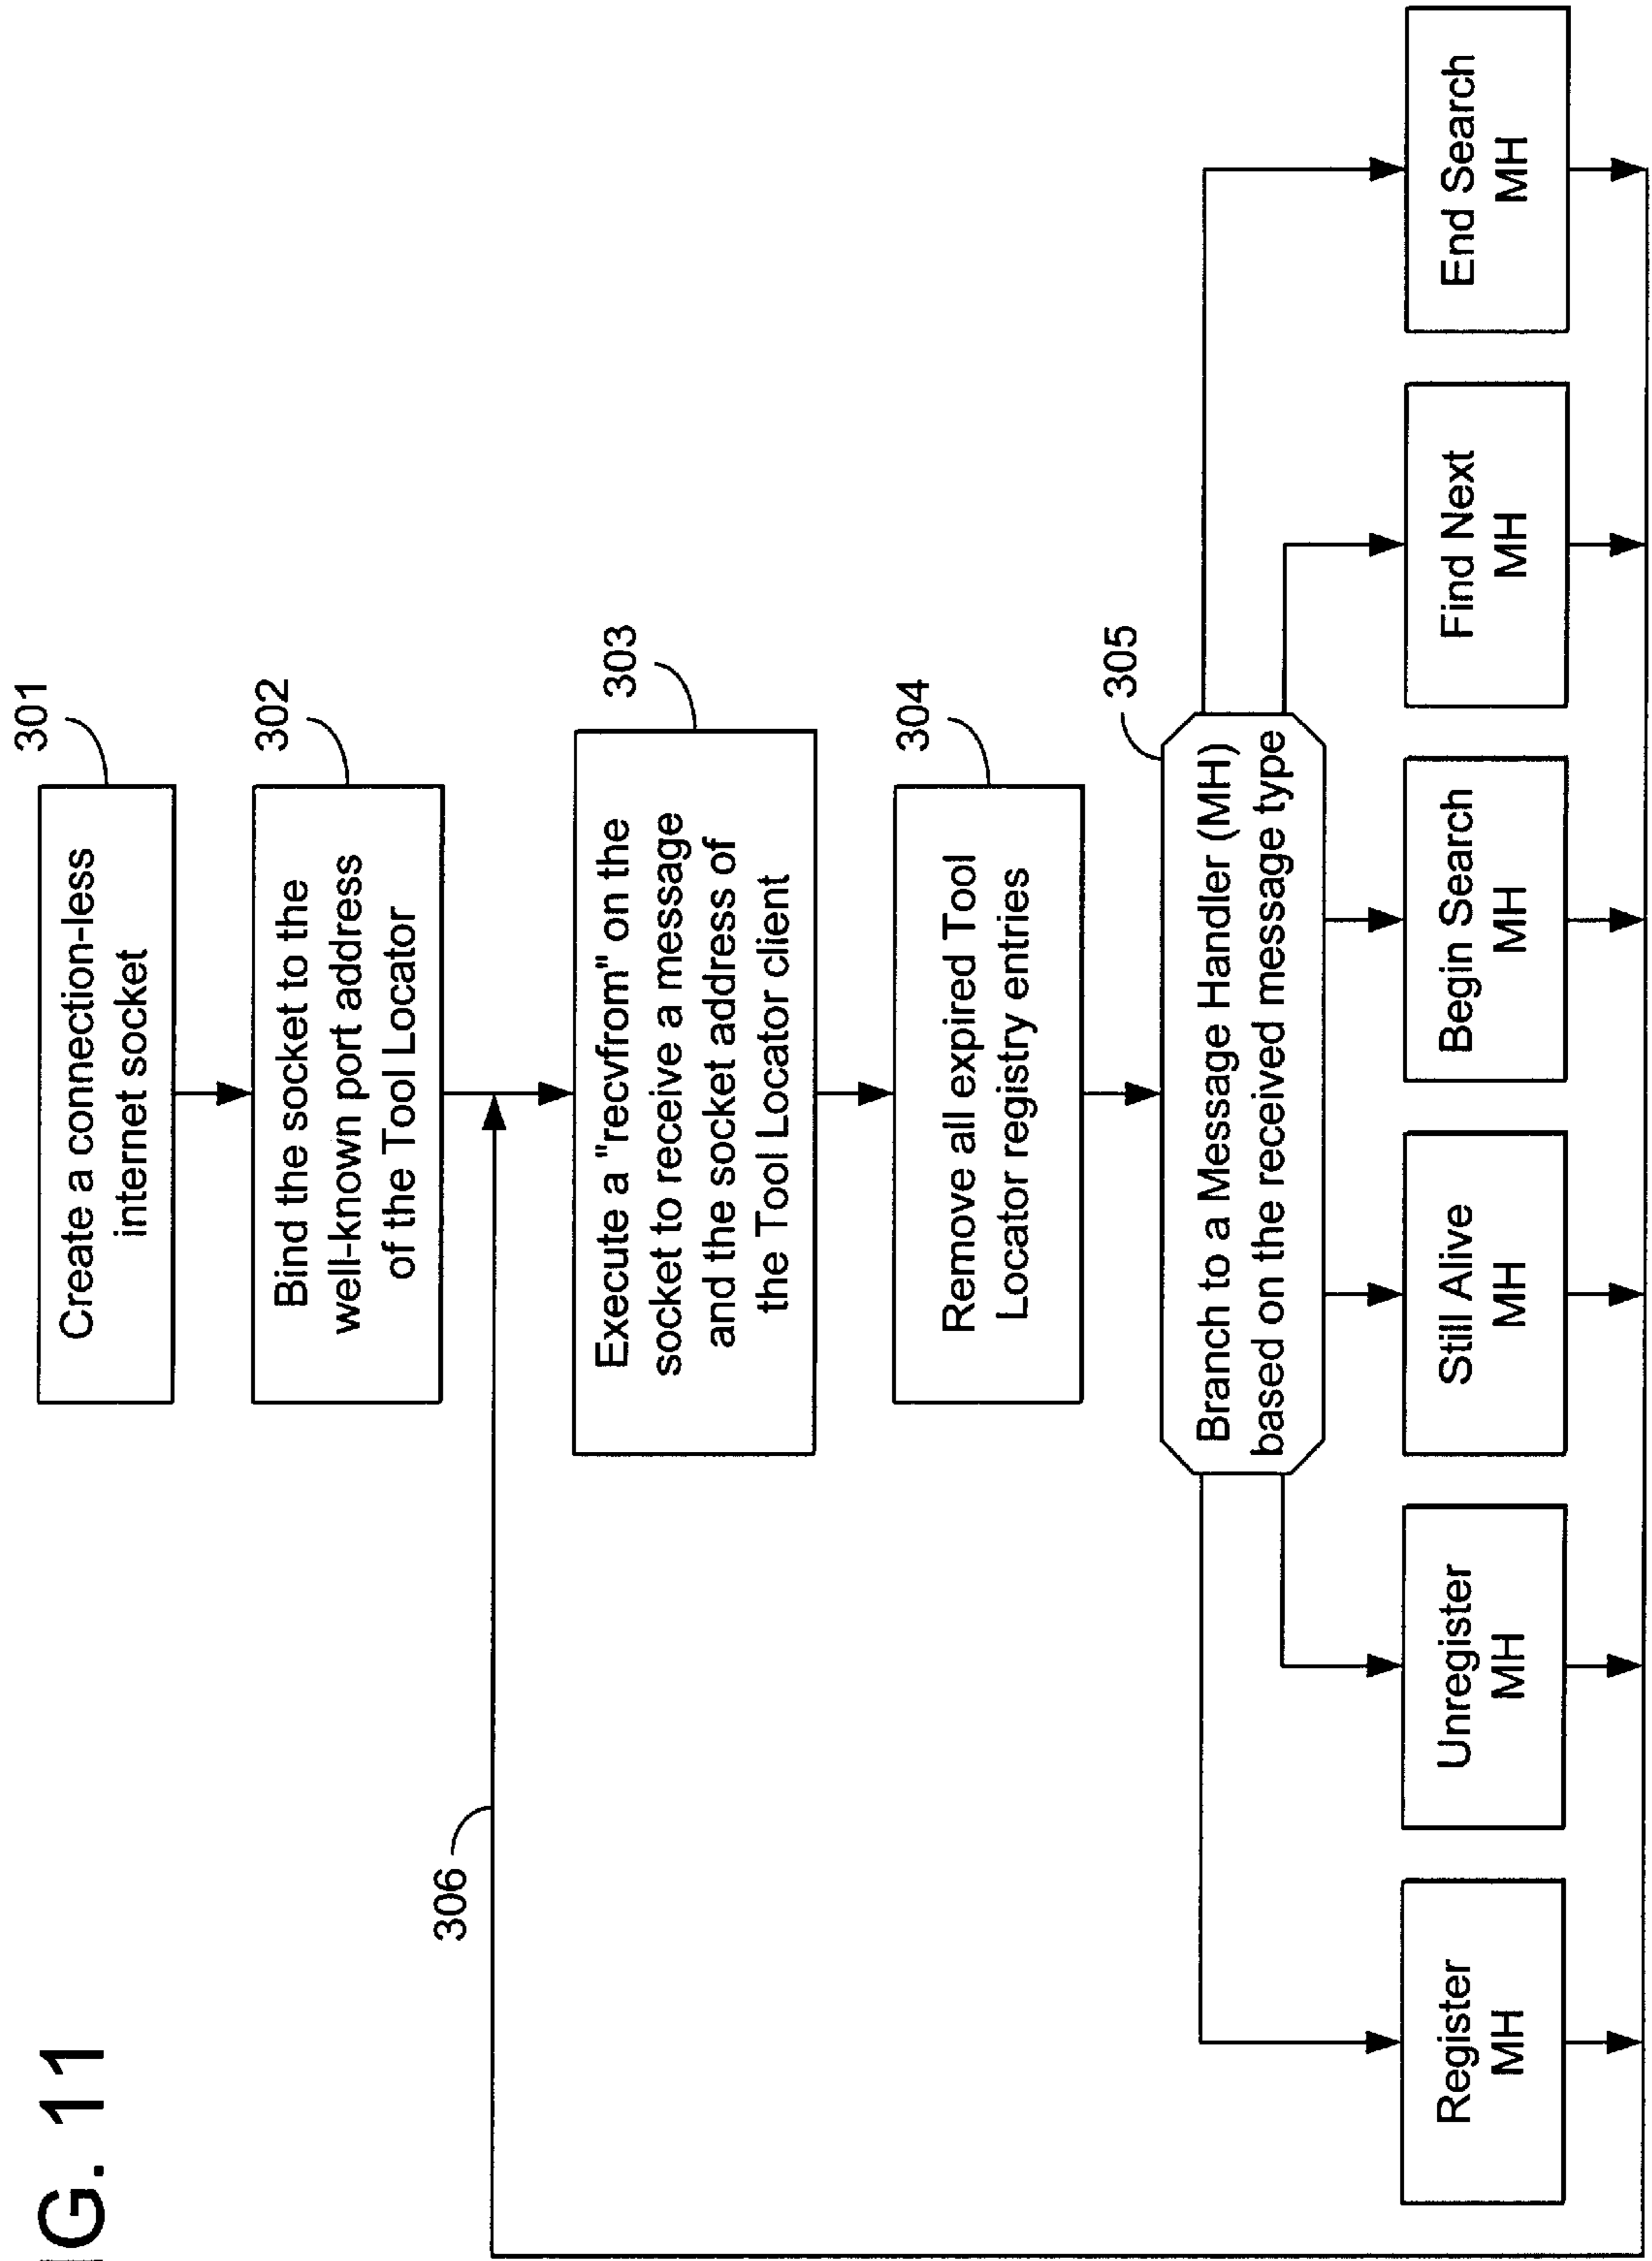 G. 11
301
Create a connection-less
internet socket
302
Bind the socket to the
well-known port address
of the Tool Locator
306
303
Execute a "recvfrom" on the
socket to receive a message
and the socket address of
the Tool Locator client
304
Remove all expired Tool
Locator registry entries
305
Branch to a Message Handler (MH)
based on the received message type
Register
MH
Unregister
MH
Still Alive
MH
Begin Search
MH
Find Next
MH
End Search
MH